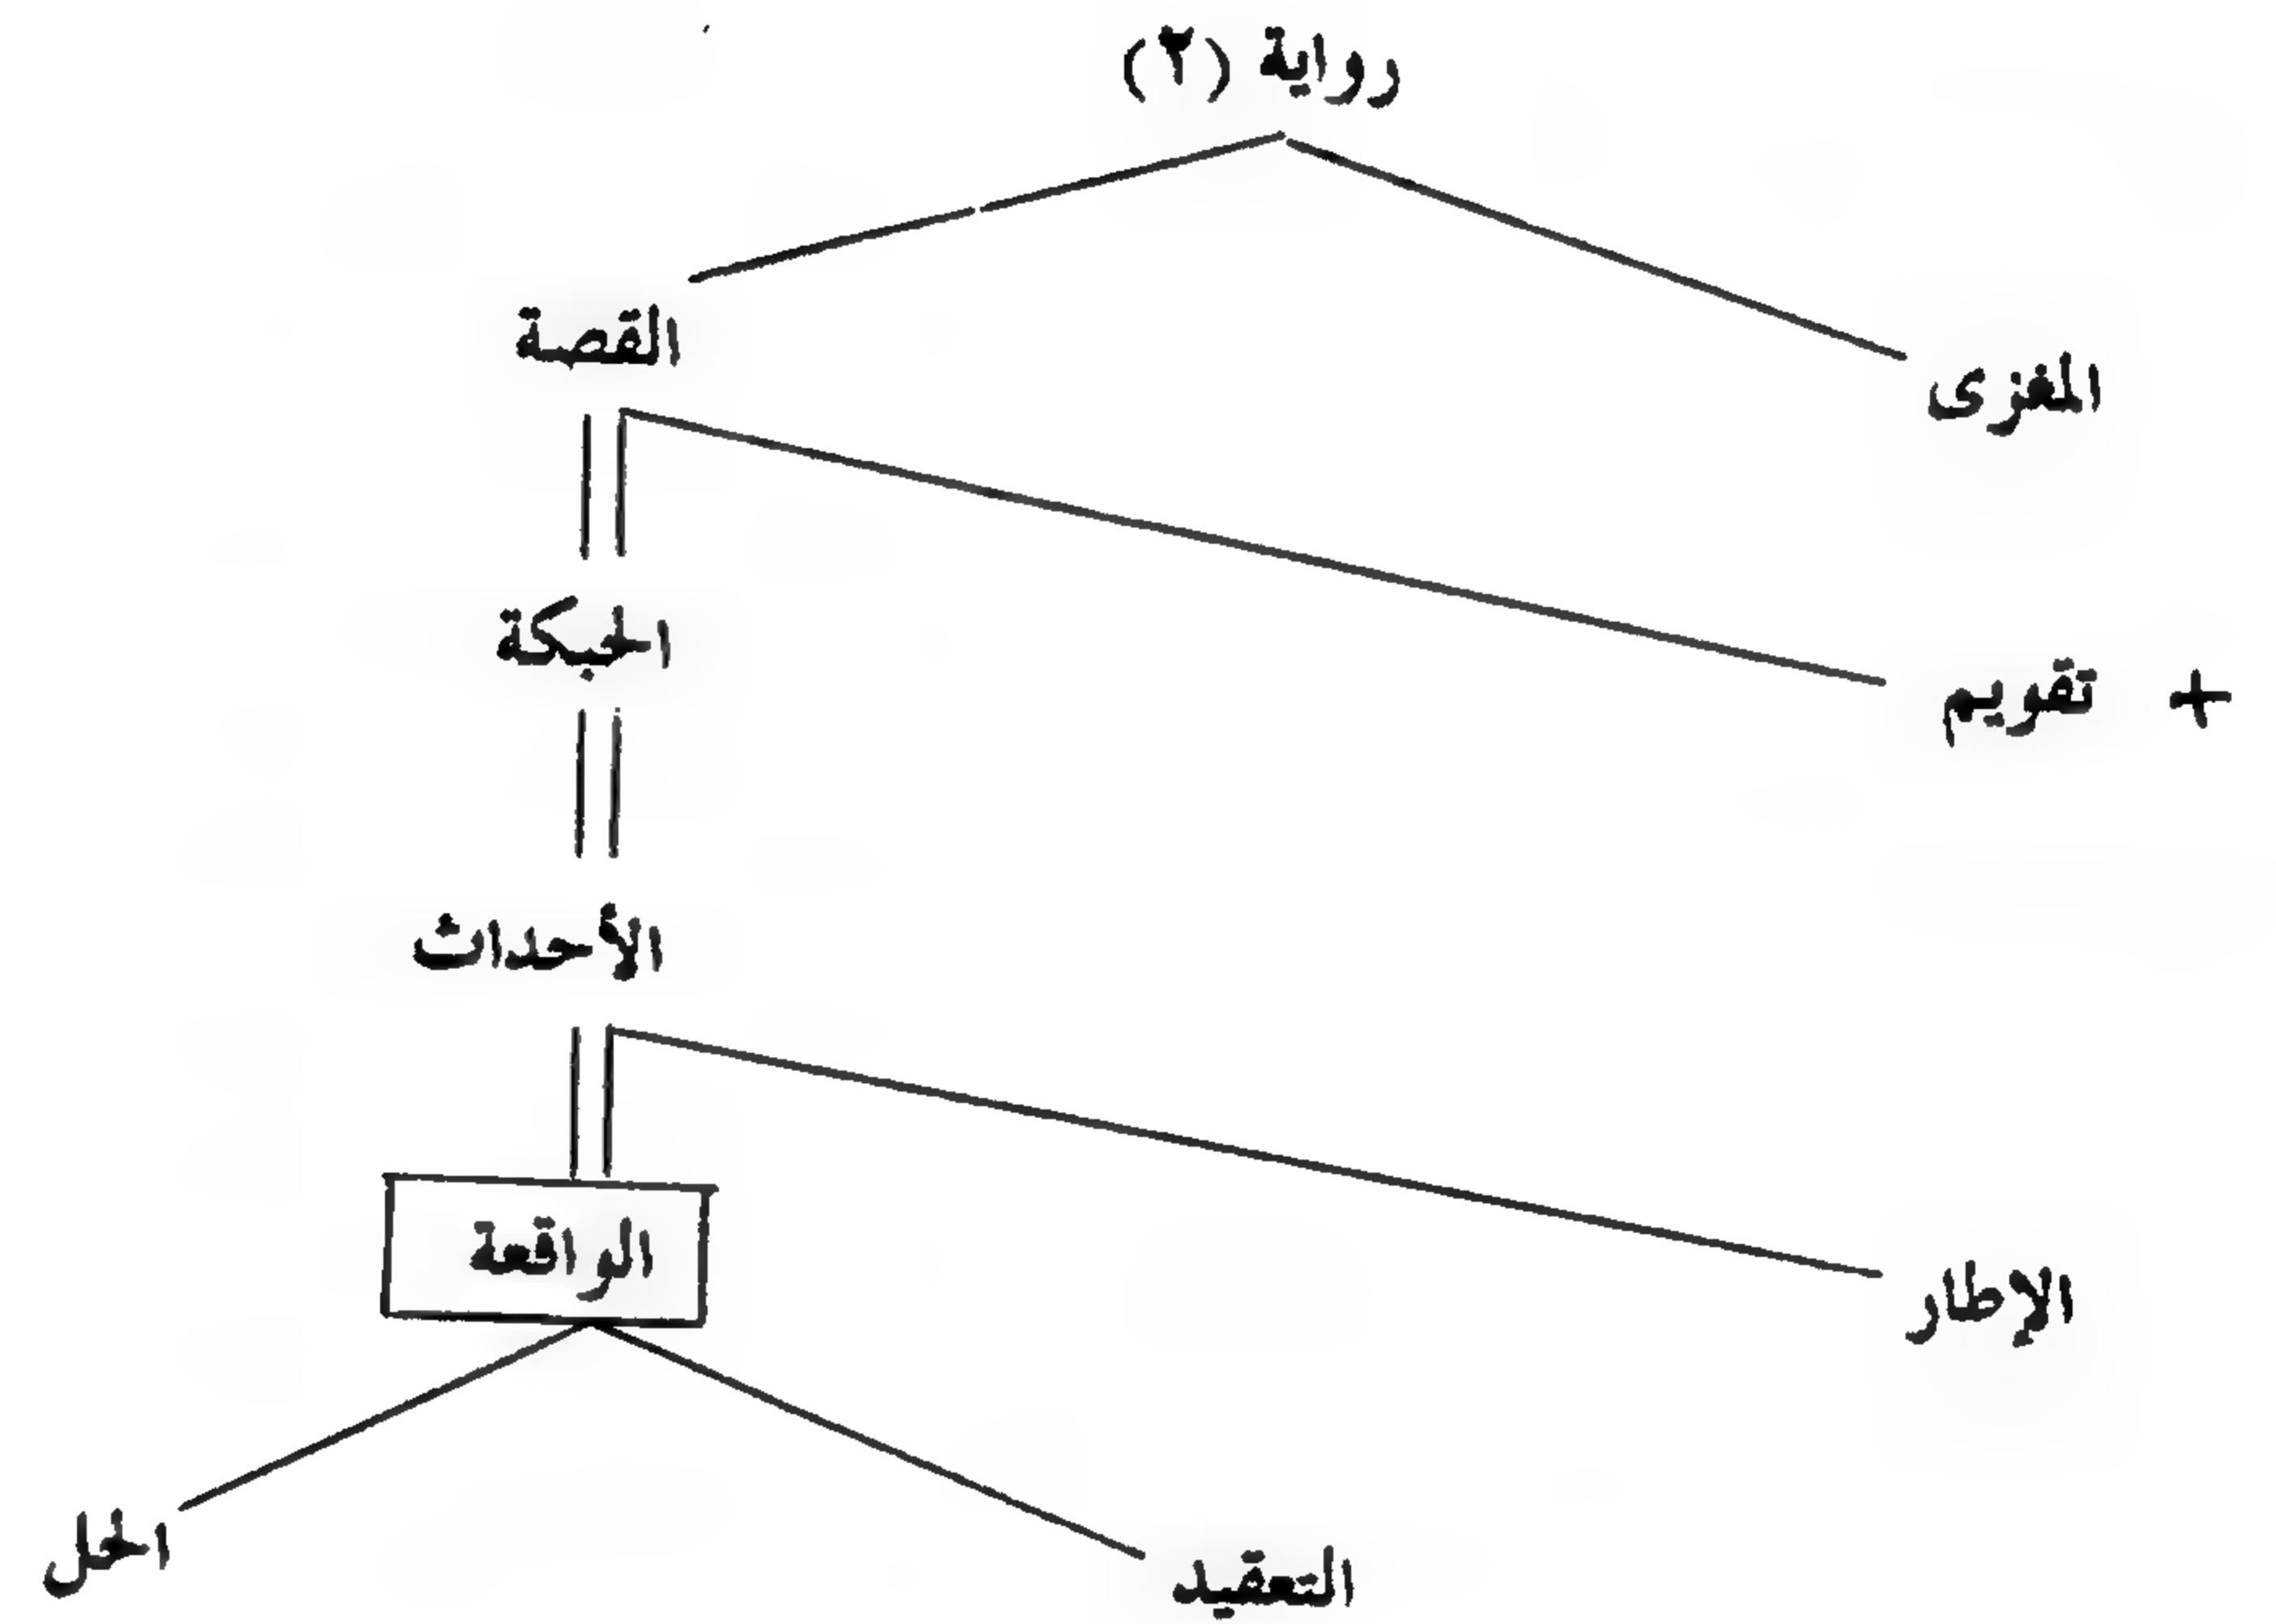 رواية (٢)
القصة
المغزى
الحبكة
+ تقويم
الأحداث
الواقعة
الإطار
الحل
التعقيد